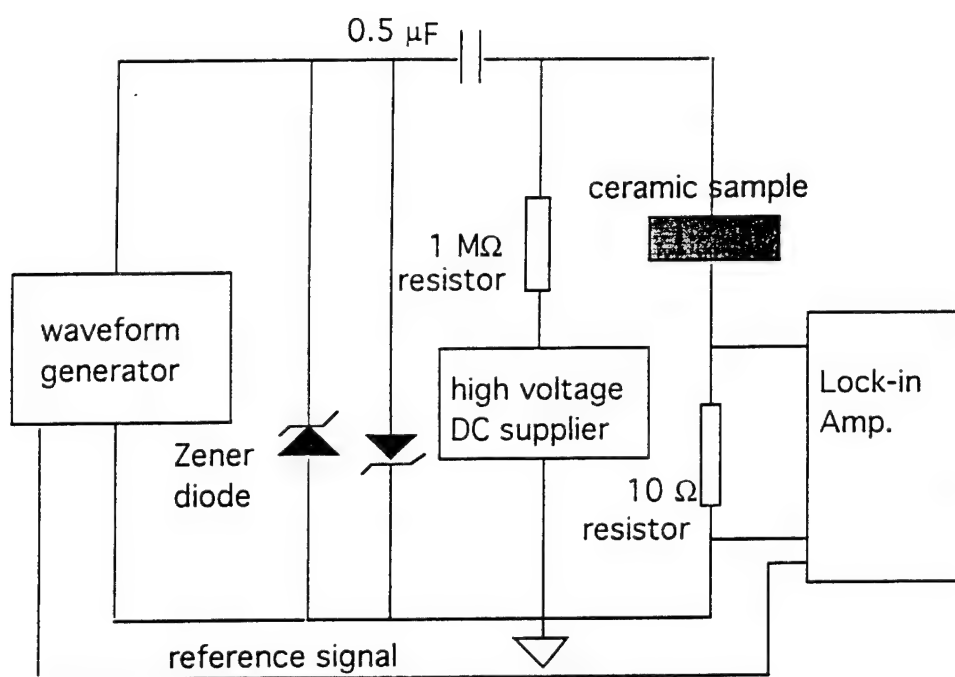 0.5 µF
ceramic sample
1 MΩ
resistor
waveform
generator
high voltage
DC supplier
Lock-in
Amp.
Zener
diode
10 Ω
resistor
reference signal